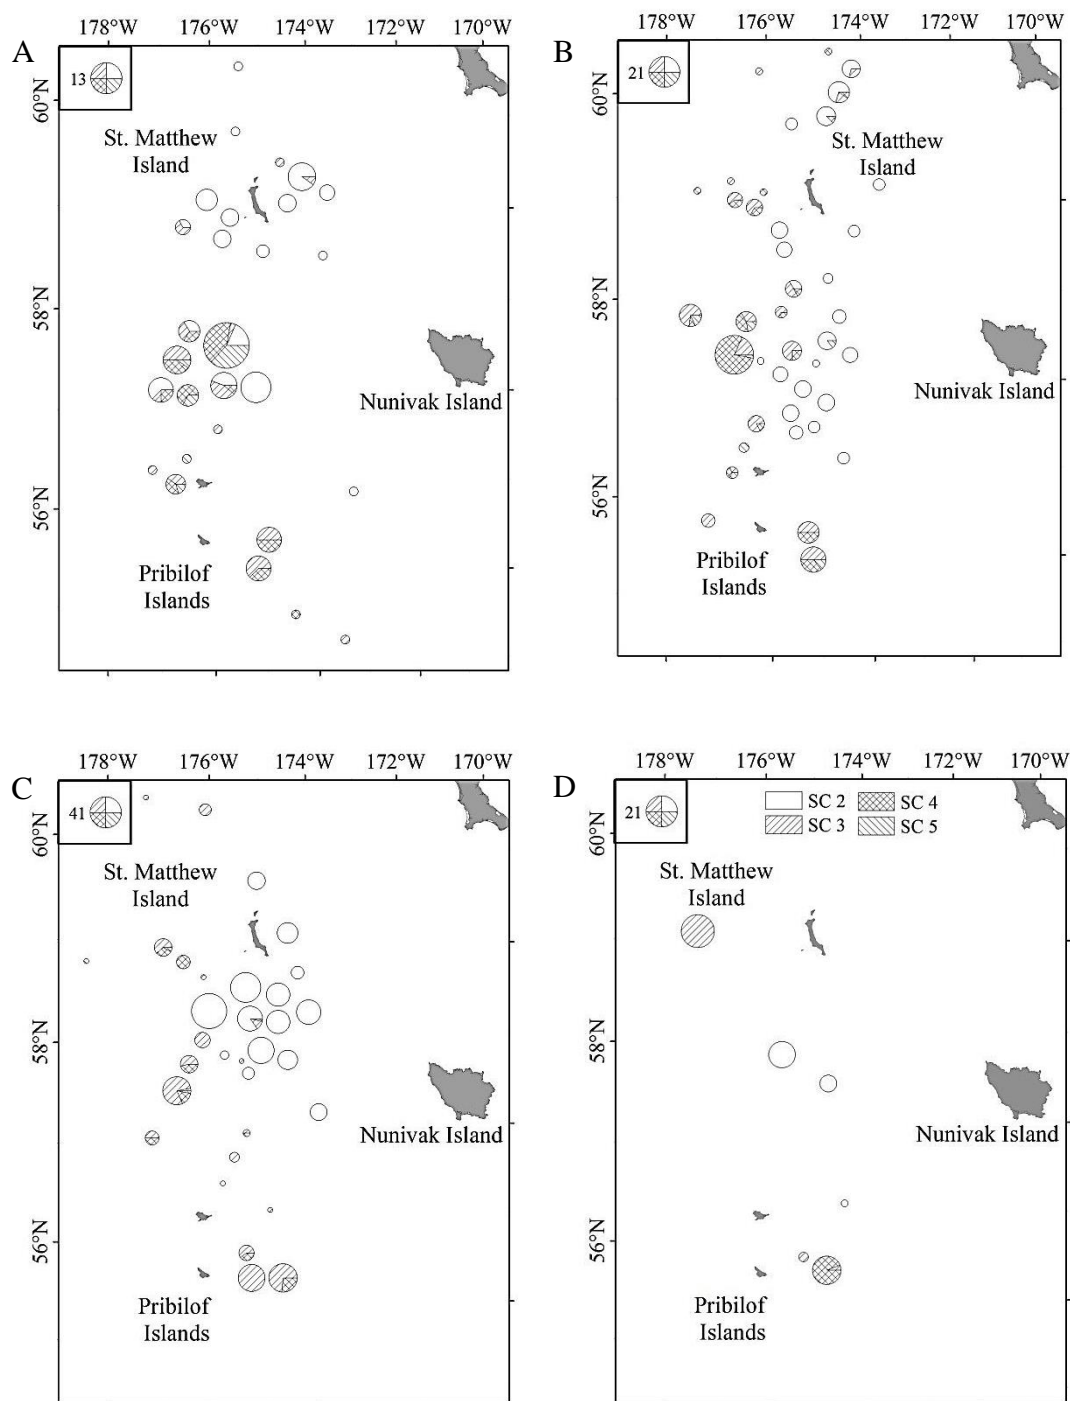 A
178°W 176°W 174°W 172°W 170°W
13
60°N
St. Matthew
Island
58°N
Nunivak Island
56°N
Pribilof
Islands
B
178°W 176°W 174°W 172°W 170°W
21
60°N
St. Matthew
Island
58°N
Nunivak Island
56°N
Pribilof
Islands
C
178°W 176°W 174°W 172°W 170°W
41
60°N
St. Matthew
Island
58°N
Nunivak Island
56°N
Pribilof
Islands
D
178°W 176°W 174°W 172°W 170°W
21
SC 2 SC 4
SC 3 SC 5
60°N
St. Matthew
Island
58°N
Nunivak Island
56°N
Pribilof
Islands